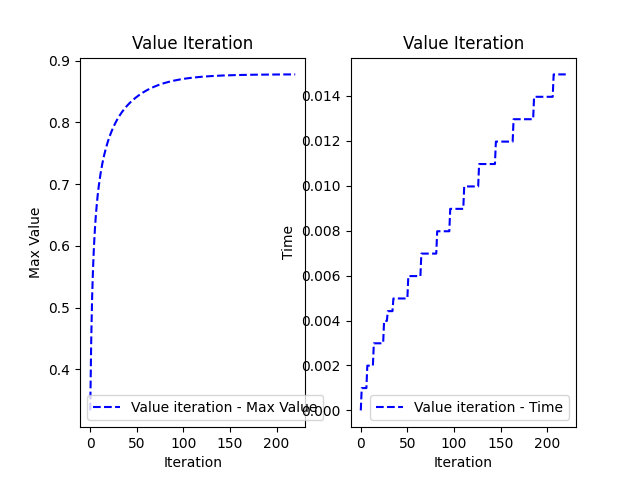 Value Iteration
0.9
0.8
0.7
0.6
0.5
0.4
Max Value
Value iteration - Max Value
0 50 100 150 200
Iteration
Value Iteration
0.014
0.012
0.010
0.008
0.006
0.004
0.002
0.000
Time
Value iteration - Time
0 50 100 150 200
Iteration